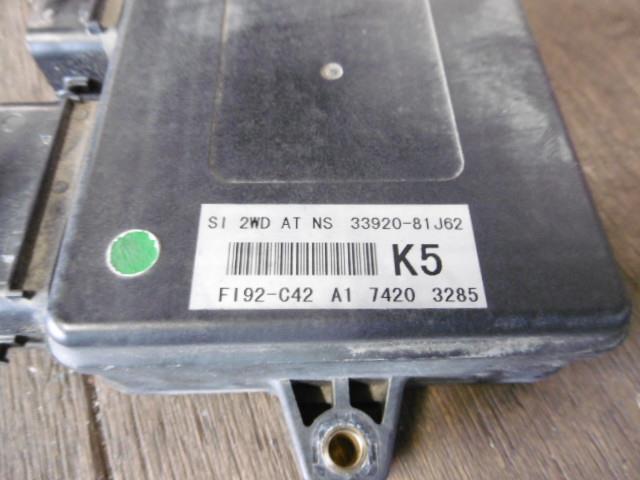 SI 2WD AT NS 33920-81J62
K5
FI92-C42 A1 7420 3285